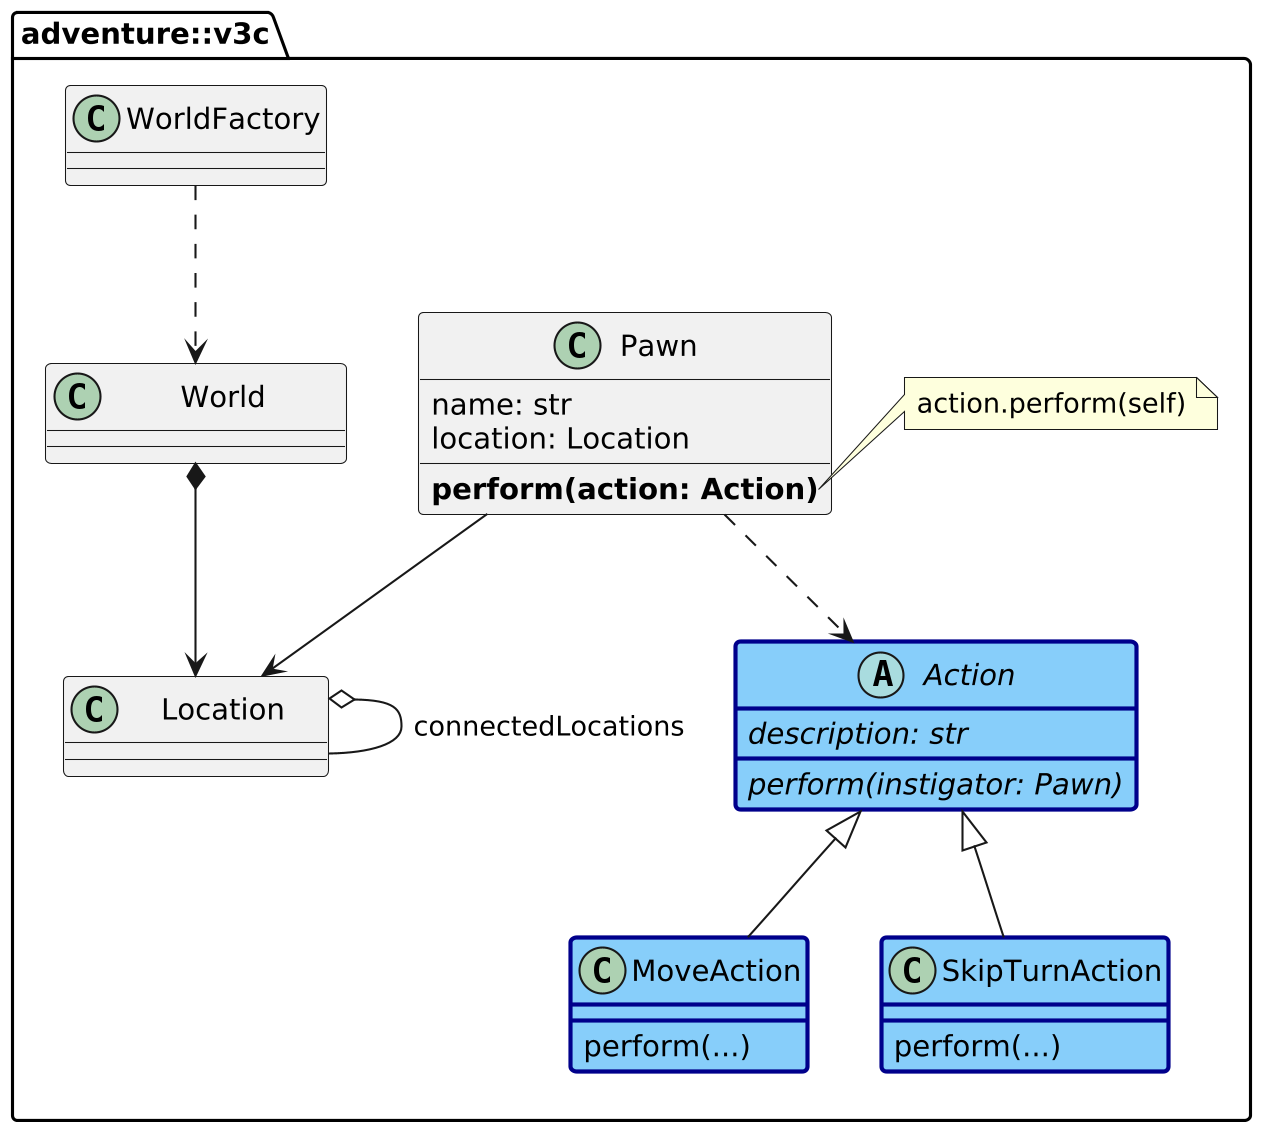 adventure::v3c
C WorldFactory
C World
C Pawn
name: str
location: Location
perform(action: Action)
action.perform(self)
C Location
connectedLocations
A Action
description: str
perform(instigator: Pawn)
C MoveAction
perform(...)
C SkipTurnAction
perform(...)